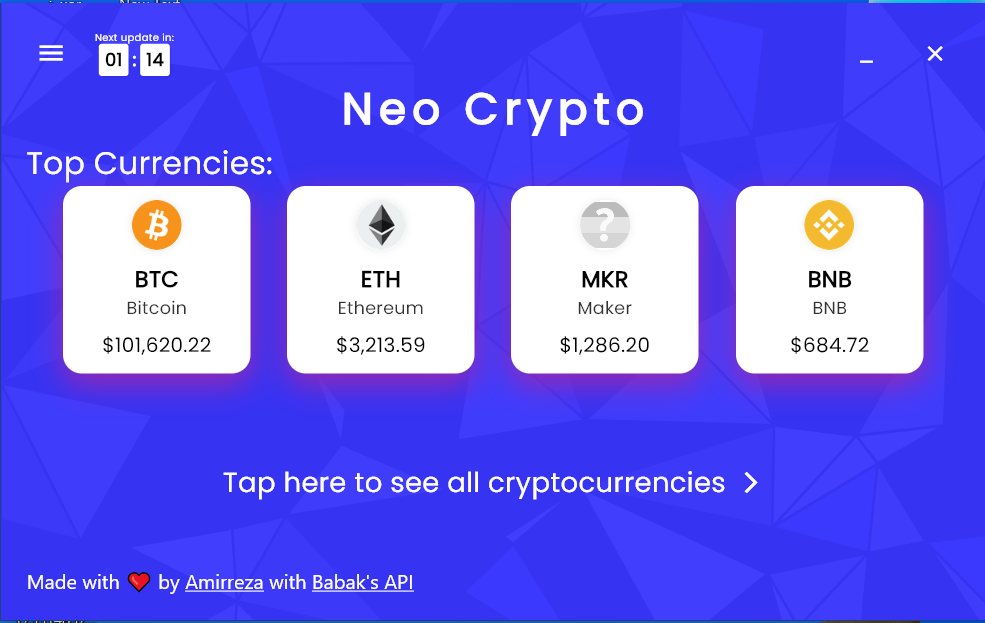 Next update in:
01 : 14
Neo Crypto
Top Currencies:
BTC
Bitcoin
$101,620.22
ETH
Ethereum
$3,213.59
?
MKR
Maker
$1,286.20
BNB
BNB
$684.72
Tap here to see all cryptocurrencies
Made with ❤️ by Amirreza with Babak's API